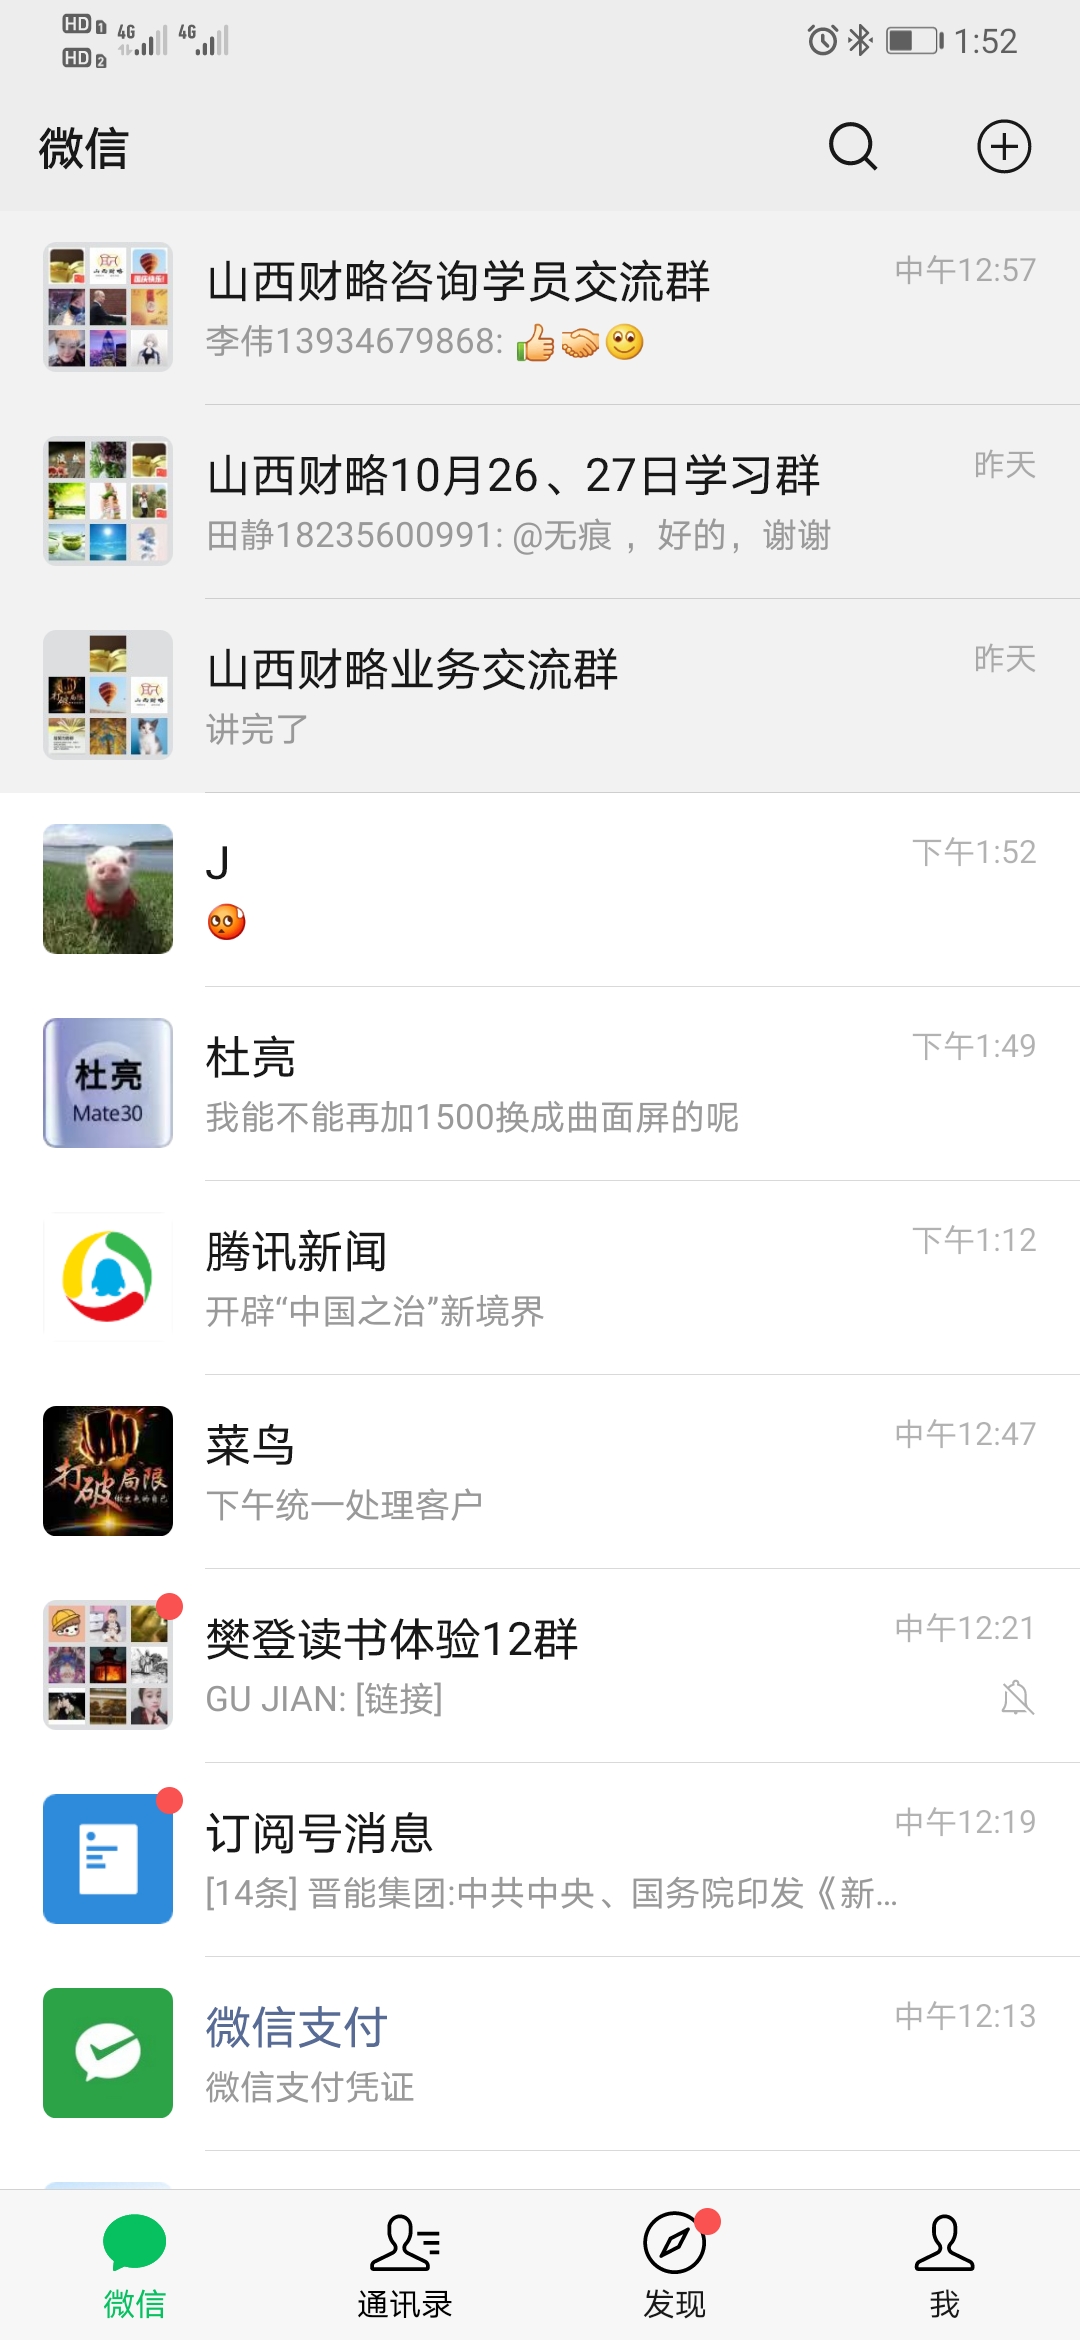 HD 1 4G 4G 1:52
HD 2
微信
山西财略咨询学员交流群 中午12:57
李伟13934679868:
山西财略10月26、27日学习群 昨天
田静18235600991: @无痕 ，好的，谢谢
山西财略业务交流群 昨天
讲完了
J 下午1:52
杜亮 下午1:49
杜亮
Mate30
我能不能再加1500换成曲面屏的呢
腾讯新闻 下午1:12
开辟“中国之治”新境界
菜鸟 中午12:47
打破局限
做出色的自己
下午统一处理客户
樊登读书体验12群 中午12:21
GU JIAN: [链接]
订阅号消息 中午12:19
[14条] 晋能集团:中共中央、国务院印发《新...
微信支付 中午12:13
微信支付凭证
微信 通讯录 发现 我